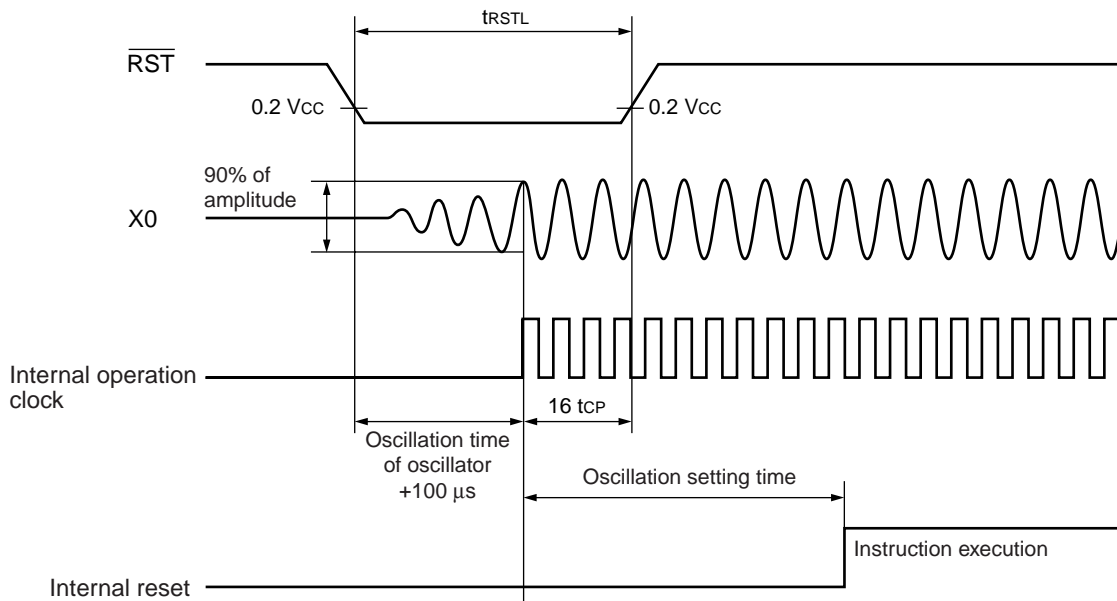 tRSTL
RST
0.2 VCC
0.2 VCC
90% of
amplitude
X0
Internal operation
clock
16 tCP
Oscillation time
of oscillator
+100 μs
Oscillation setting time
Instruction execution
Internal reset